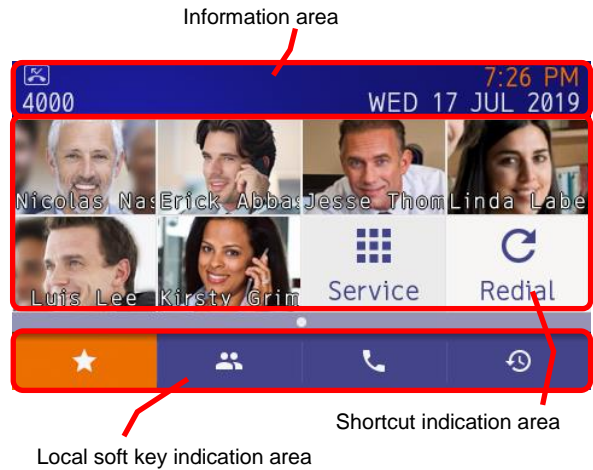 Information area
7:26 PM
4000 WED 17 JUL 2019
Nicolas Nas Erick Abba Jesse Thom Linda Labe
Luis Lee Kirsty Grim Service Redial
Shortcut indication area
Local soft key indication area